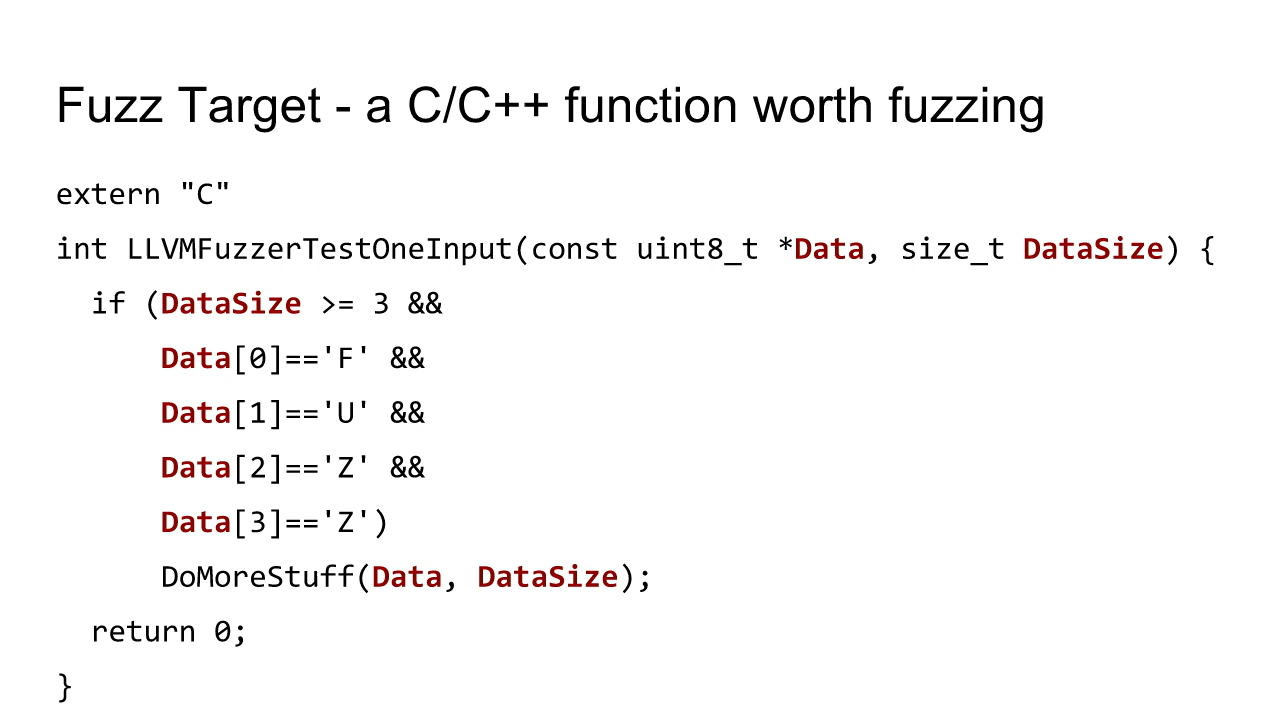 Fuzz Target - a C/C++ function worth fuzzing
extern "C"
int LLVMFuzzerTestOneInput(const uint8_t *Data, size_t DataSize) {
  if (DataSize >= 3 &&
      Data[0]=='F' &&
      Data[1]=='U' &&
      Data[2]=='Z' &&
      Data[3]=='Z')
      DoMoreStuff(Data, DataSize);
  return 0;
}